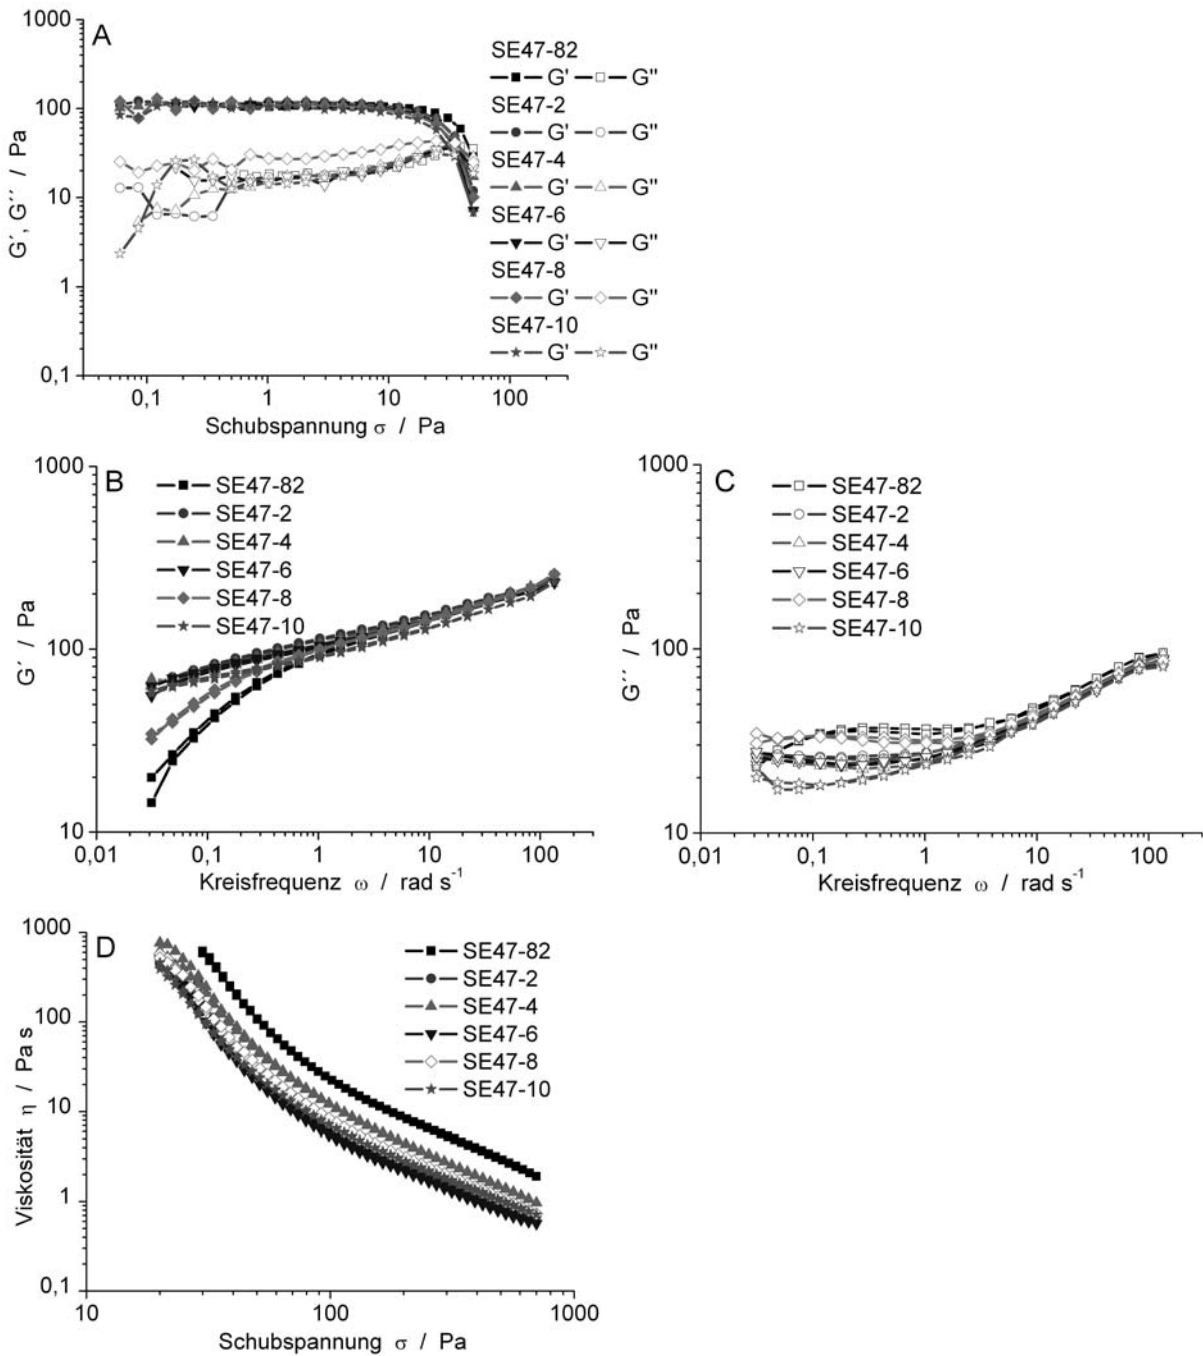 A
1000
100
10
1
0,1
G´, G´´ / Pa
0,1 1 10 100
Schubspannung σ / Pa
SE47-82
G' G''
SE47-2
G' G''
SE47-4
G' G''
SE47-6
G' G''
SE47-8
G' G''
SE47-10
G' G''
B
1000
100
10
G´ / Pa
0,01 0,1 1 10 100
Kreisfrequenz ω / rad s⁻¹
SE47-82
SE47-2
SE47-4
SE47-6
SE47-8
SE47-10
C
1000
100
10
G´´ / Pa
0,01 0,1 1 10 100
Kreisfrequenz ω / rad s⁻¹
SE47-82
SE47-2
SE47-4
SE47-6
SE47-8
SE47-10
D
1000
100
10
1
0,1
Viskosität η / Pa s
10 100 1000
Schubspannung σ / Pa
SE47-82
SE47-2
SE47-4
SE47-6
SE47-8
SE47-10